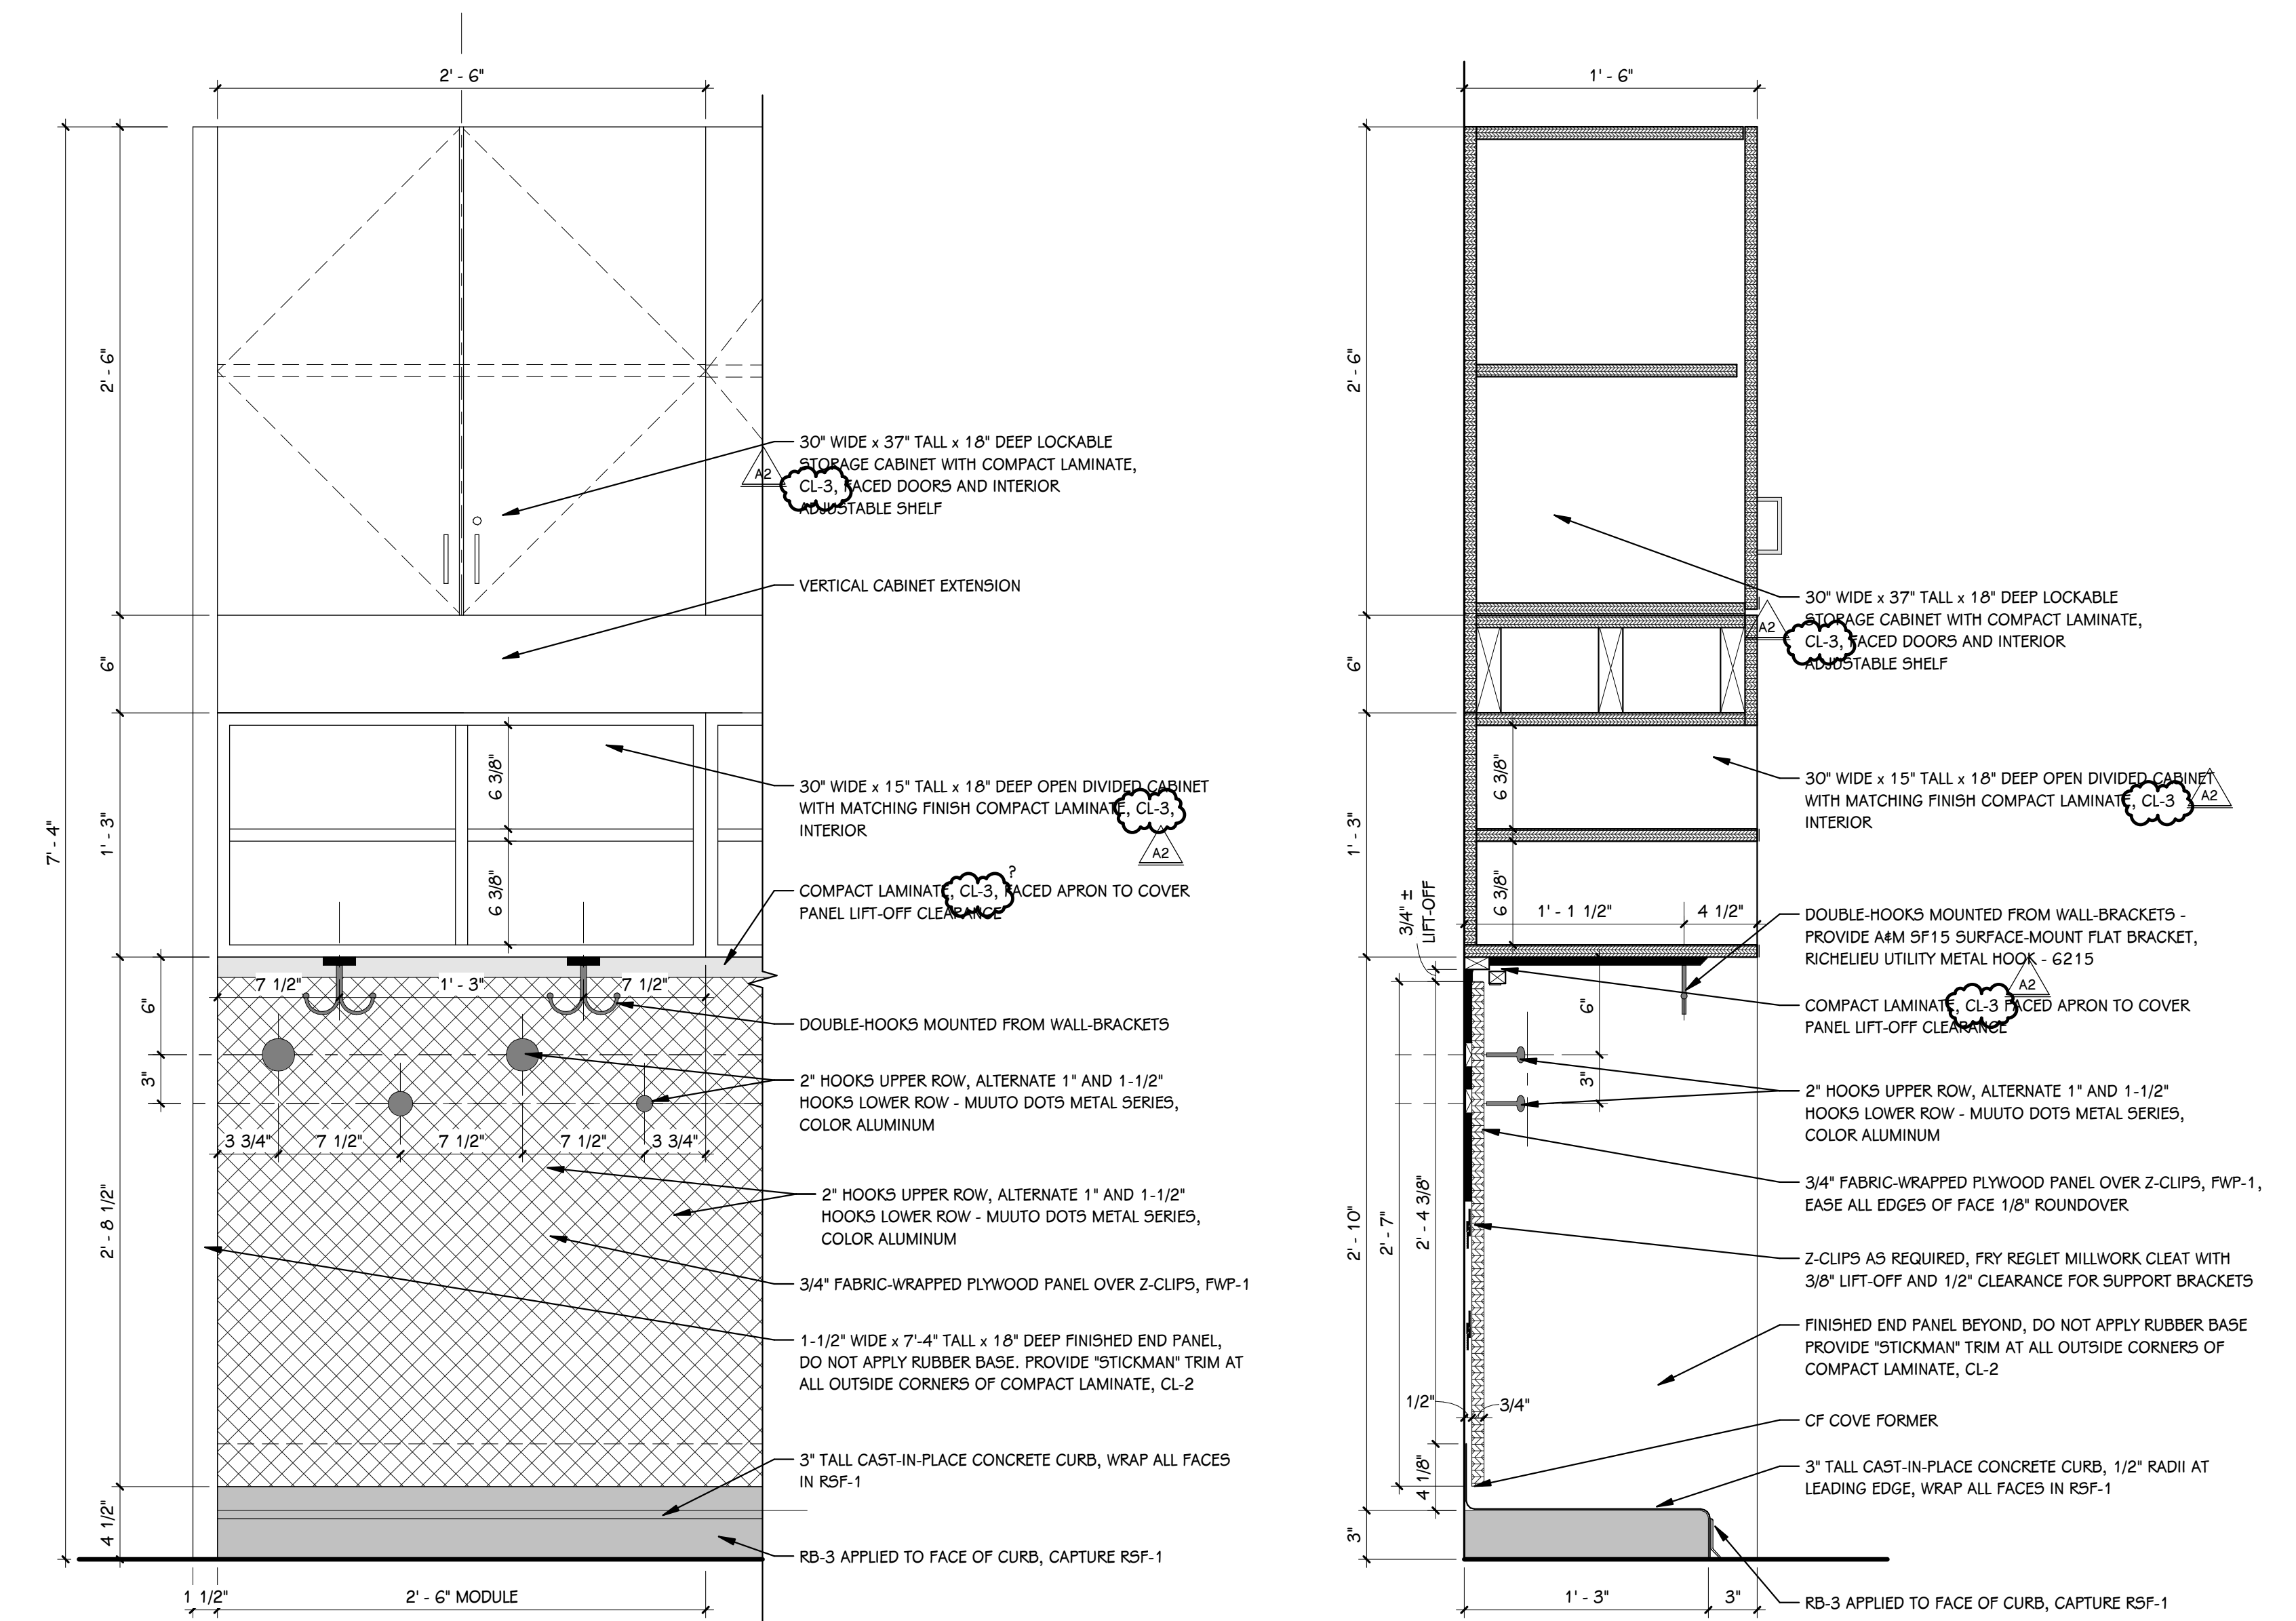 2' - 6"
7' - 4"
2' - 6"
6"
1' - 3"
6"
3"
2' - 8 1/2"
4 1/2"
6 3/8"
6 3/8"
7 1/2"
1' - 3"
7 1/2"
3 3/4"
7 1/2"
7 1/2"
7 1/2"
3 3/4"
1 1/2"
2' - 6" MODULE
30" WIDE x 37" TALL x 18" DEEP LOCKABLE
STORAGE CABINET WITH COMPACT LAMINATE,
CL-3, FACED DOORS AND INTERIOR
ADJUSTABLE SHELF
A2
VERTICAL CABINET EXTENSION
30" WIDE x 15" TALL x 18" DEEP OPEN DIVIDED CABINET
WITH MATCHING FINISH COMPACT LAMINATE, CL-3,
INTERIOR
A2
?
COMPACT LAMINATE, CL-3, FACED APRON TO COVER
PANEL LIFT-OFF CLEARANCE
DOUBLE-HOOKS MOUNTED FROM WALL-BRACKETS
2" HOOKS UPPER ROW, ALTERNATE 1" AND 1-1/2"
HOOKS LOWER ROW - MUUTO DOTS METAL SERIES,
COLOR ALUMINUM
2" HOOKS UPPER ROW, ALTERNATE 1" AND 1-1/2"
HOOKS LOWER ROW - MUUTO DOTS METAL SERIES,
COLOR ALUMINUM
3/4" FABRIC-WRAPPED PLYWOOD PANEL OVER Z-CLIPS, FWP-1
1-1/2" WIDE x 7'-4" TALL x 18" DEEP FINISHED END PANEL,
DO NOT APPLY RUBBER BASE. PROVIDE "STICKMAN" TRIM AT
ALL OUTSIDE CORNERS OF COMPACT LAMINATE, CL-2
3" TALL CAST-IN-PLACE CONCRETE CURB, WRAP ALL FACES
IN RSF-1
RB-3 APPLIED TO FACE OF CURB, CAPTURE RSF-1
1' - 6"
2' - 6"
6"
1' - 3"
2' - 10"
3"
6 3/8"
6 3/8"
3/4" ±
LIFT-OFF
1' - 1 1/2"
4 1/2"
6"
3"
2' - 7"
2' - 4 3/8"
4 1/8"
1/2"
3/4"
1' - 3"
3"
30" WIDE x 37" TALL x 18" DEEP LOCKABLE
STORAGE CABINET WITH COMPACT LAMINATE,
CL-3, FACED DOORS AND INTERIOR
ADJUSTABLE SHELF
A2
30" WIDE x 15" TALL x 18" DEEP OPEN DIVIDED CABINET
WITH MATCHING FINISH COMPACT LAMINATE, CL-3
INTERIOR
A2
DOUBLE-HOOKS MOUNTED FROM WALL-BRACKETS -
PROVIDE A&M SF15 SURFACE-MOUNT FLAT BRACKET,
RICHELIEU UTILITY METAL HOOK - 6215
A2
COMPACT LAMINATE, CL-3 FACED APRON TO COVER
PANEL LIFT-OFF CLEARANCE
2" HOOKS UPPER ROW, ALTERNATE 1" AND 1-1/2"
HOOKS LOWER ROW - MUUTO DOTS METAL SERIES,
COLOR ALUMINUM
3/4" FABRIC-WRAPPED PLYWOOD PANEL OVER Z-CLIPS, FWP-1,
EASE ALL EDGES OF FACE 1/8" ROUNDOVER
Z-CLIPS AS REQUIRED, FRY REGLET MILLWORK CLEAT WITH
3/8" LIFT-OFF AND 1/2" CLEARANCE FOR SUPPORT BRACKETS
FINISHED END PANEL BEYOND, DO NOT APPLY RUBBER BASE
PROVIDE "STICKMAN" TRIM AT ALL OUTSIDE CORNERS OF
COMPACT LAMINATE, CL-2
CF COVE FORMER
3" TALL CAST-IN-PLACE CONCRETE CURB, 1/2" RADII AT
LEADING EDGE, WRAP ALL FACES IN RSF-1
RB-3 APPLIED TO FACE OF CURB, CAPTURE RSF-1